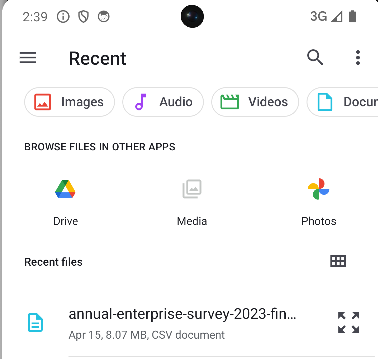 2:39 3G
Recent
Images Audio Videos Docur
BROWSE FILES IN OTHER APPS
Drive Media Photos
Recent files
annual-enterprise-survey-2023-fin…
Apr 15, 8.07 MB, CSV document